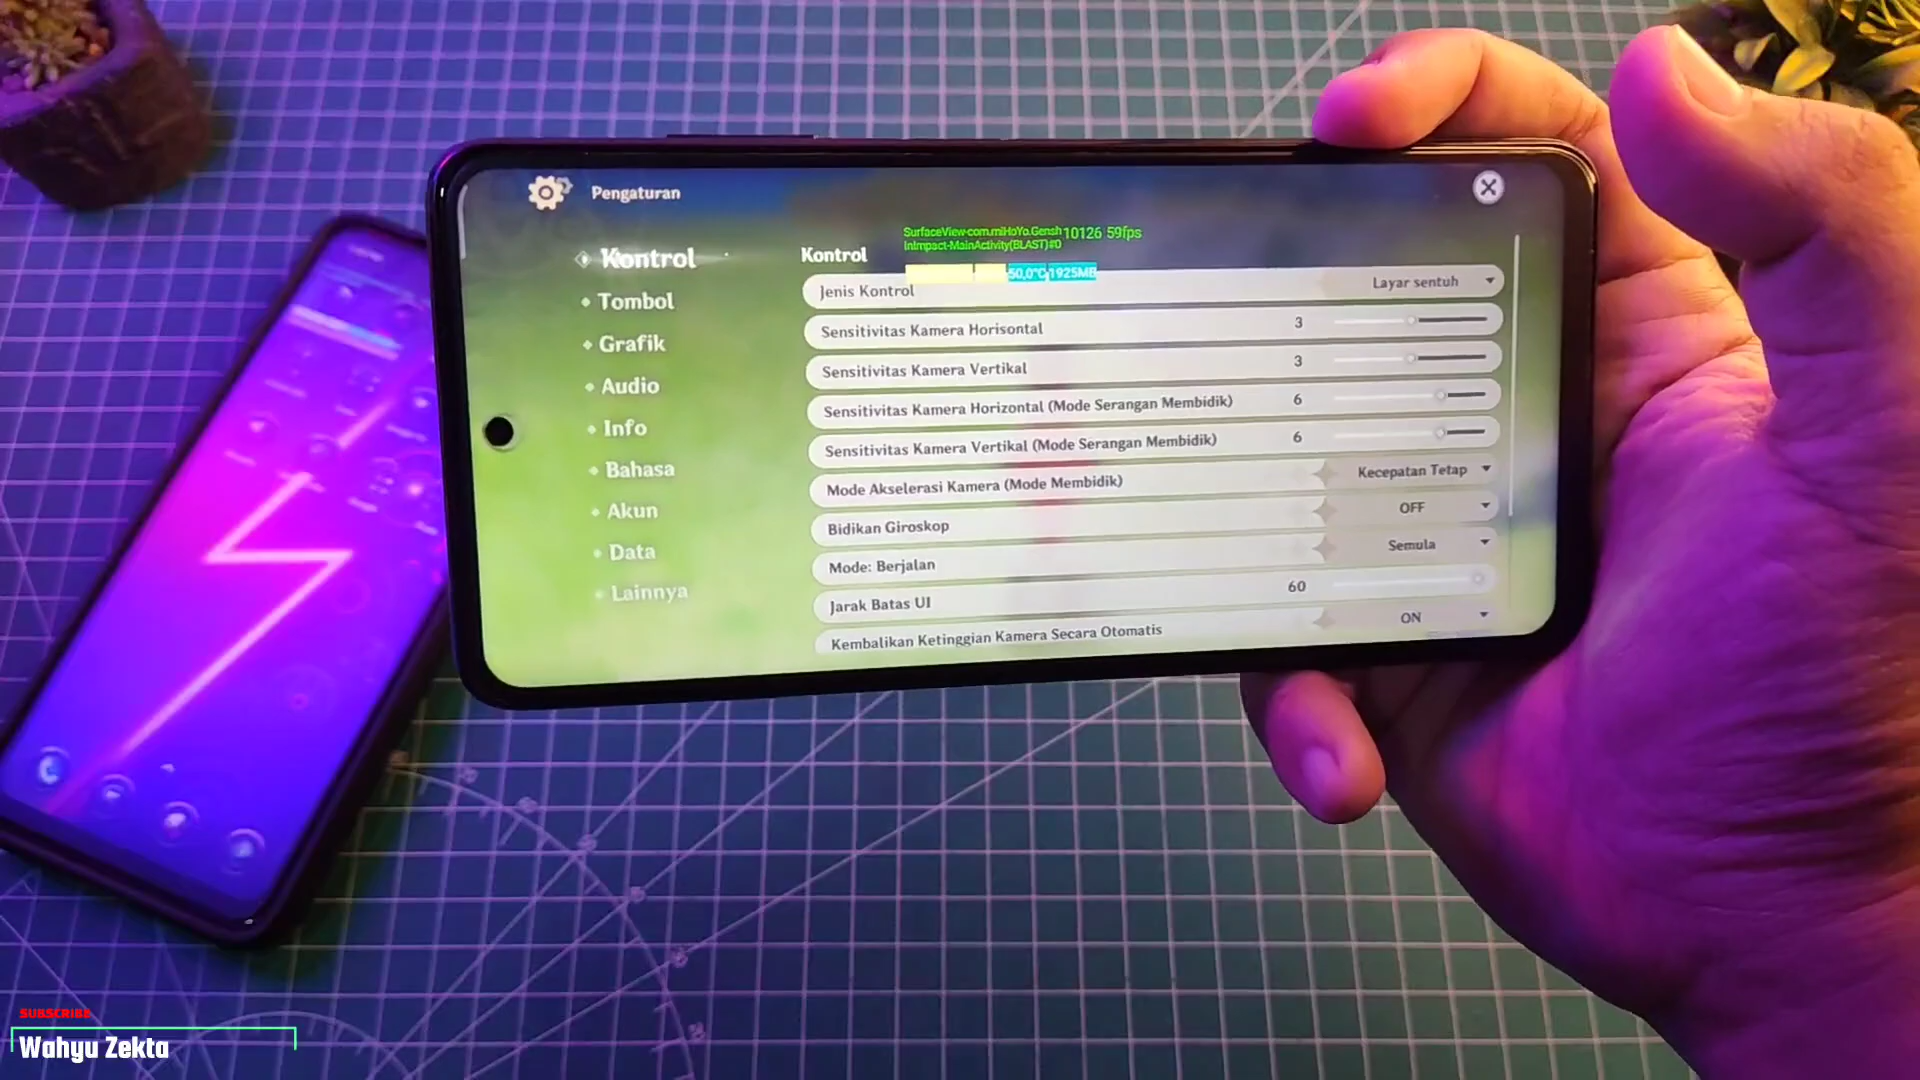 Pengaturan
Kontrol
Tombol
Grafik
Audio
Info
Bahasa
Akun
Data
Lainnya
Kontrol
SurfaceView-com.miHoYo.Gensh 10126 59fps
inImpact-MainActivity(BLAST)#0
50,0°C 1925MB
Jenis Kontrol Layar sentuh
Sensitivitas Kamera Horisontal 3
Sensitivitas Kamera Vertikal 3
Sensitivitas Kamera Horizontal (Mode Serangan Membidik) 6
Sensitivitas Kamera Vertikal (Mode Serangan Membidik) 6
Mode Akselerasi Kamera (Mode Membidik) Kecepatan Tetap
Bidikan Giroskop OFF
Mode: Berjalan Semula
Jarak Batas UI 60
Kembalikan Ketinggian Kamera Secara Otomatis ON
SUBSCRIBE
Wahyu Zekta